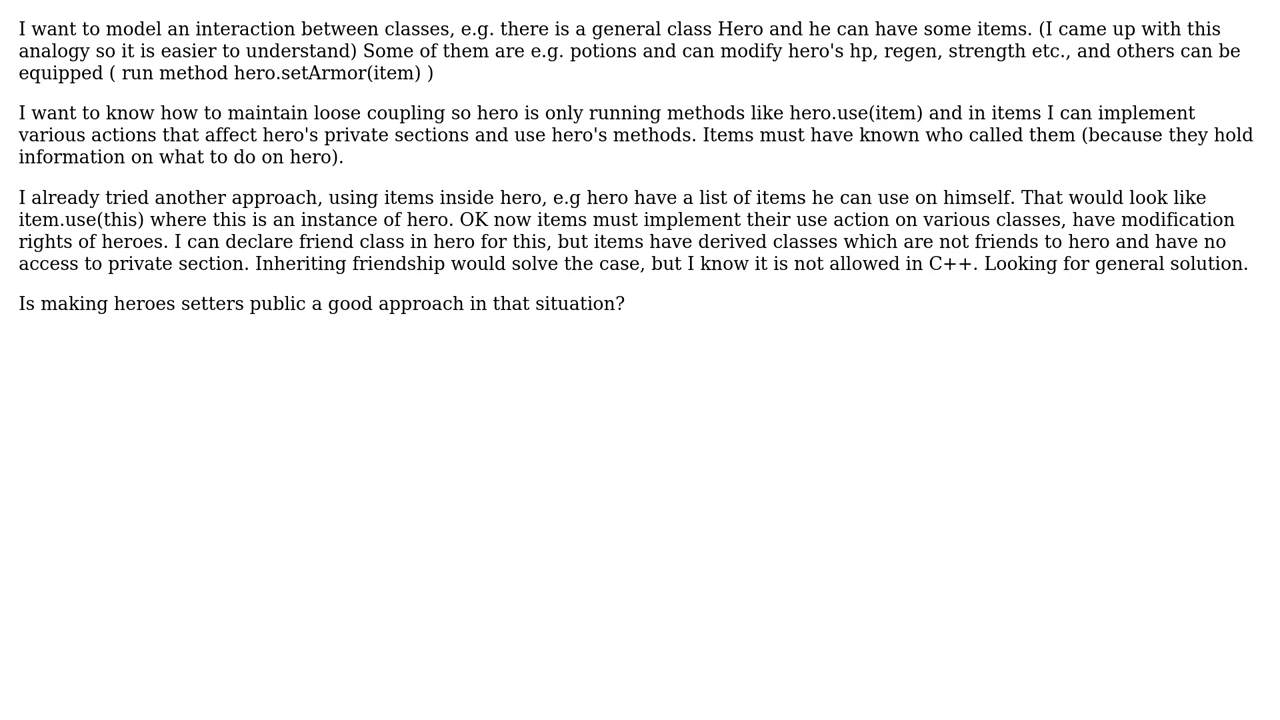 I want to model an interaction between classes, e.g. there is a general class Hero and he can have some items. (I came up with this
analogy so it is easier to understand) Some of them are e.g. potions and can modify hero's hp, regen, strength etc., and others can be
equipped ( run method hero.setArmor(item) )
I want to know how to maintain loose coupling so hero is only running methods like hero.use(item) and in items I can implement
various actions that affect hero's private sections and use hero's methods. Items must have known who called them (because they hold
information on what to do on hero).
I already tried another approach, using items inside hero, e.g hero have a list of items he can use on himself. That would look like
item.use(this) where this is an instance of hero. OK now items must implement their use action on various classes, have modification
rights of heroes. I can declare friend class in hero for this, but items have derived classes which are not friends to hero and have no
access to private section. Inheriting friendship would solve the case, but I know it is not allowed in C++. Looking for general solution.
Is making heroes setters public a good approach in that situation?